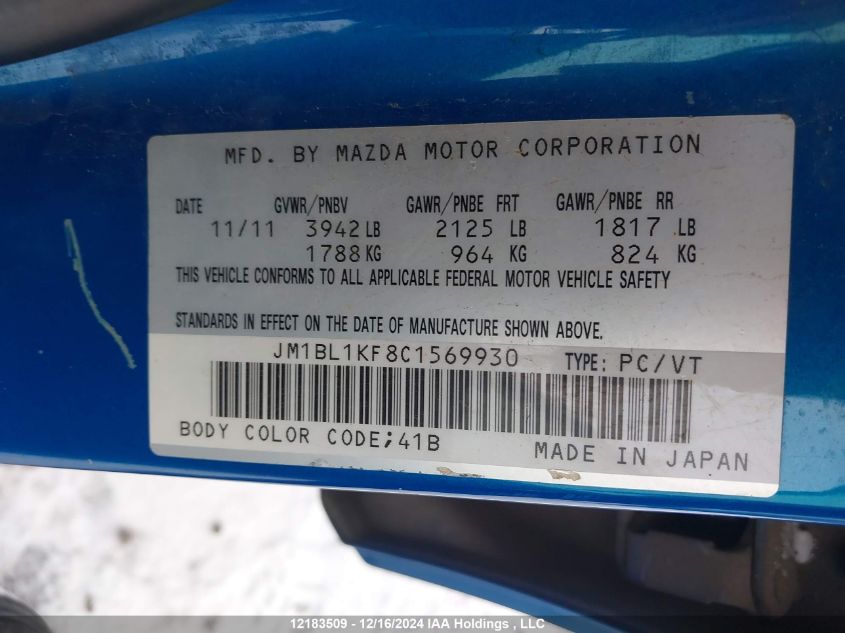 MFD. BY MAZDA MOTOR CORPORATION
DATE GVWR/PNBV GAWR/PNBE FRT GAWR/PNBE RR
11/11 3942 LB 2125 LB 1817 LB
1788 KG 964 KG 824 KG
THIS VEHICLE CONFORMS TO ALL APPLICABLE FEDERAL MOTOR VEHICLE SAFETY
STANDARDS IN EFFECT ON THE DATE OF MANUFACTURE SHOWN ABOVE.
JM1BL1KF8C1569930 TYPE: PC/VT
BODY COLOR CODE;41B
MADE IN JAPAN
12183509 - 12/16/2024 IAA Holdings , LLC